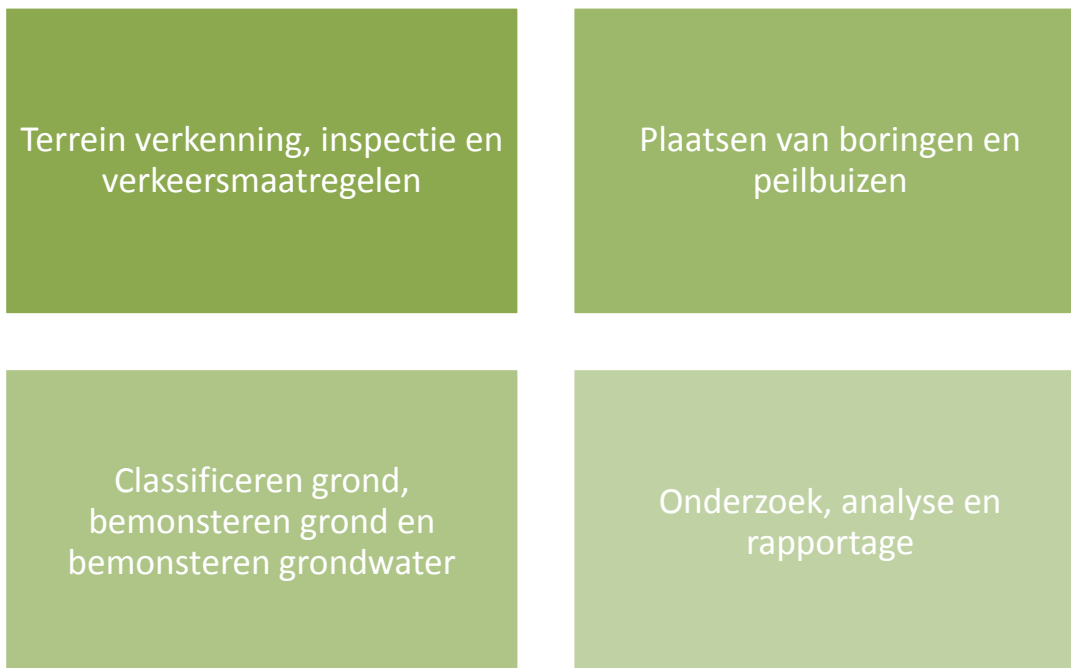 Terrein verkenning, inspectie en
verkeersmaatregelen
Plaatsen van boringen en
peilbuizen
Classificeren grond,
bemonsteren grond en
bemonsteren grondwater
Onderzoek, analyse en
rapportage